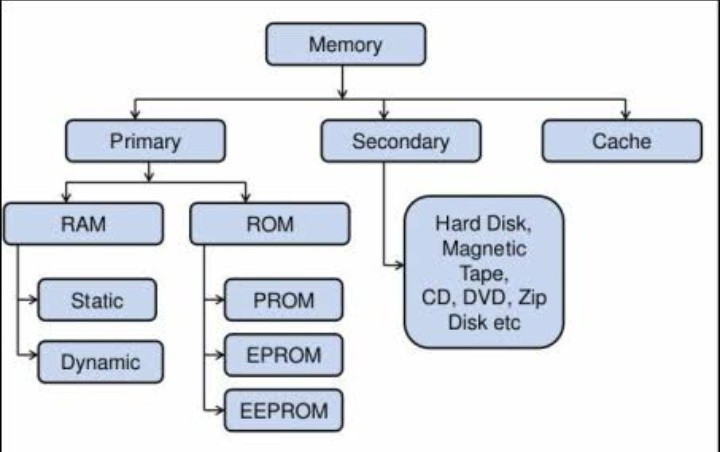 Memory
Primary
Secondary
Cache
RAM
ROM
Hard Disk,
Magnetic
Tape,
CD, DVD, Zip
Disk etc
Static
PROM
Dynamic
EPROM
EEPROM